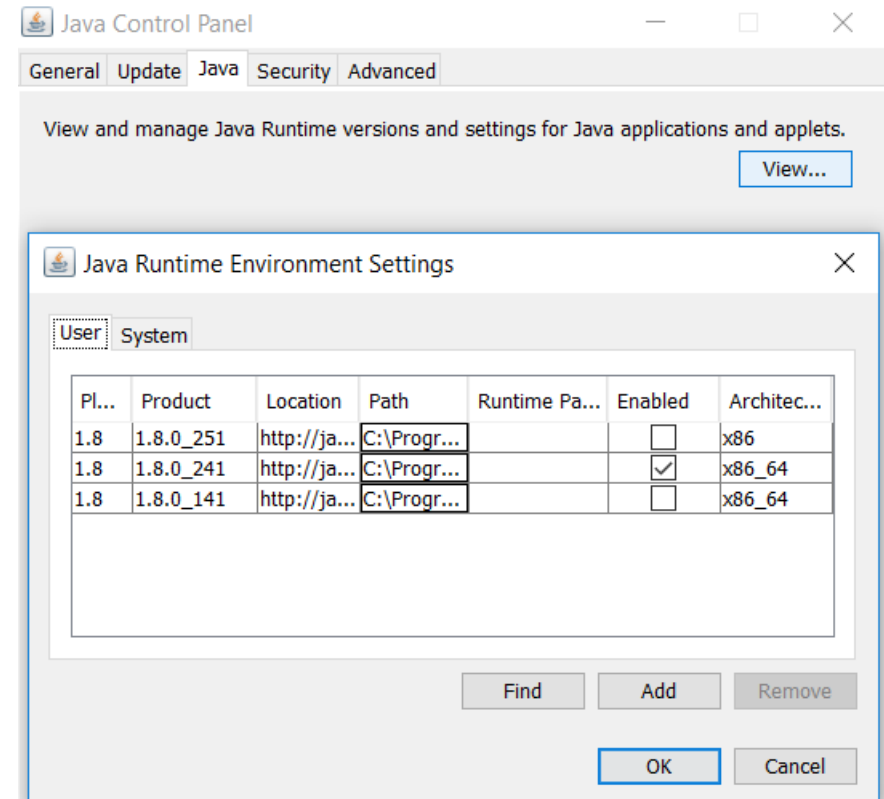 Java Control Panel
General Update Java Security Advanced
View and manage Java Runtime versions and settings for Java applications and applets.
View...
Java Runtime Environment Settings
User System
Pl... Product Location Path Runtime Pa... Enabled Architec...
1.8 1.8.0_251 http://ja... C:\Progr... x86
1.8 1.8.0_241 http://ja... C:\Progr... x86_64
1.8 1.8.0_141 http://ja... C:\Progr... x86_64
Find Add Remove
OK Cancel